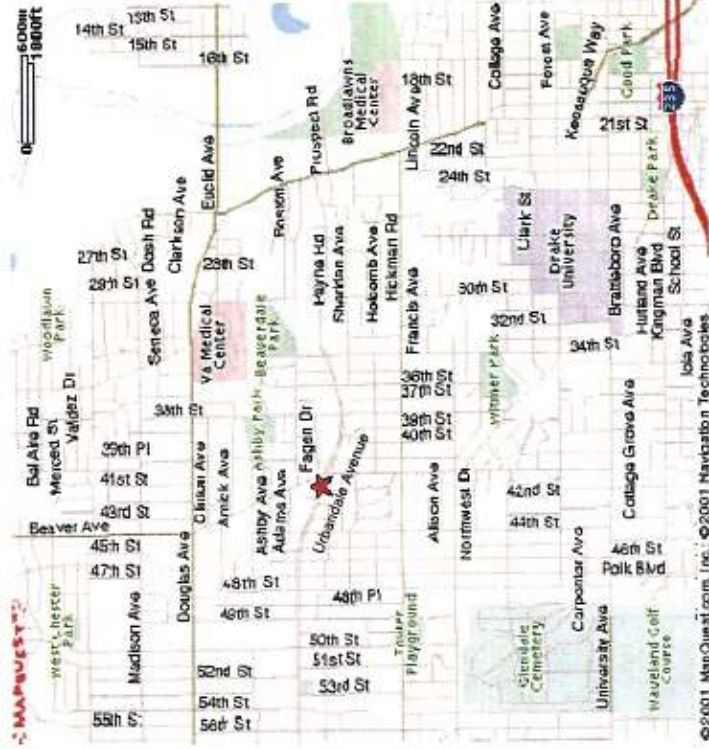 MAPQUEST
0 600m
1800ft
13th St
14th St
15th St
16th St
Bel Aire Rd
Merced St
Valdez Dr
Woodlawn Park
27th St
29th St
Dash Rd
Seneca Ave
Clarkson Ave
Euclid Ave
39th Pl
41st St
43rd St
Beaver Ave
45th St
47th St
West Chester Park
Madison Ave
55th St
38th St
VA Medical Center
28th St
Boston Ave
Prospect Rd
Broadlawns Medical Center
Douglas Ave
Clinton Ave
Amick Ave
Ashby Ave
Adams Ave
Ashby Park
Beaverdale Park
Fagen Dr
Urbandale Avenue
Payne Rd
Sheridan Ave
Holcomb Ave
Hickman Rd
48th St
49th St
52nd St
54th St
56th St
48th Pl
50th St
51st St
53rd St
Playground
Francis Ave
Lincoln Ave
18th St
22nd St
24th St
College Ave
Forest Ave
Keosauqua Way
Good Park
21st St
235
Drake Park
36th St
37th St
39th St
40th St
Allison Ave
Northwest Dr
Witmer Park
30th St
32nd St
34th St
Clark St
Drake University
Brattleboro Ave
Rutland Ave
Kingman Blvd
School St
Iola Ave
42nd St
44th St
Cottage Grove Ave
46th St
Polk Blvd
Carpenter Ave
University Ave
Glendale Cemetery
Waveland Golf Course
©2001 MapQuest.com, Inc.; ©2001 Navigation Technologies